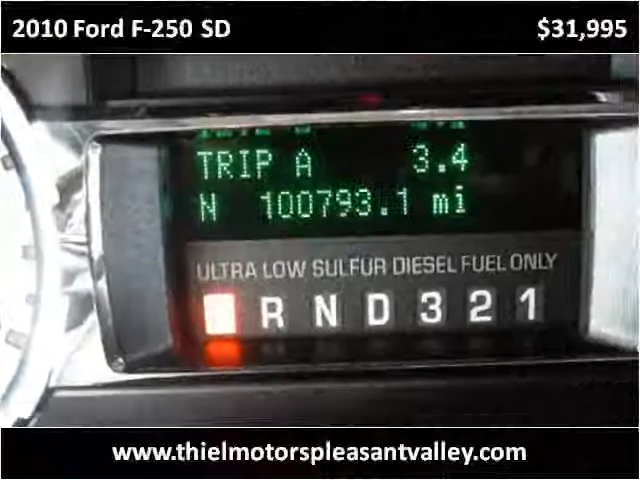 2010 Ford F-250 SD $31,995
TRIP A 3.4
N 100793.1 mi
ULTRA LOW SULFUR DIESEL FUEL ONLY
R N D 3 2 1
www.thielmotorspleasantvalley.com